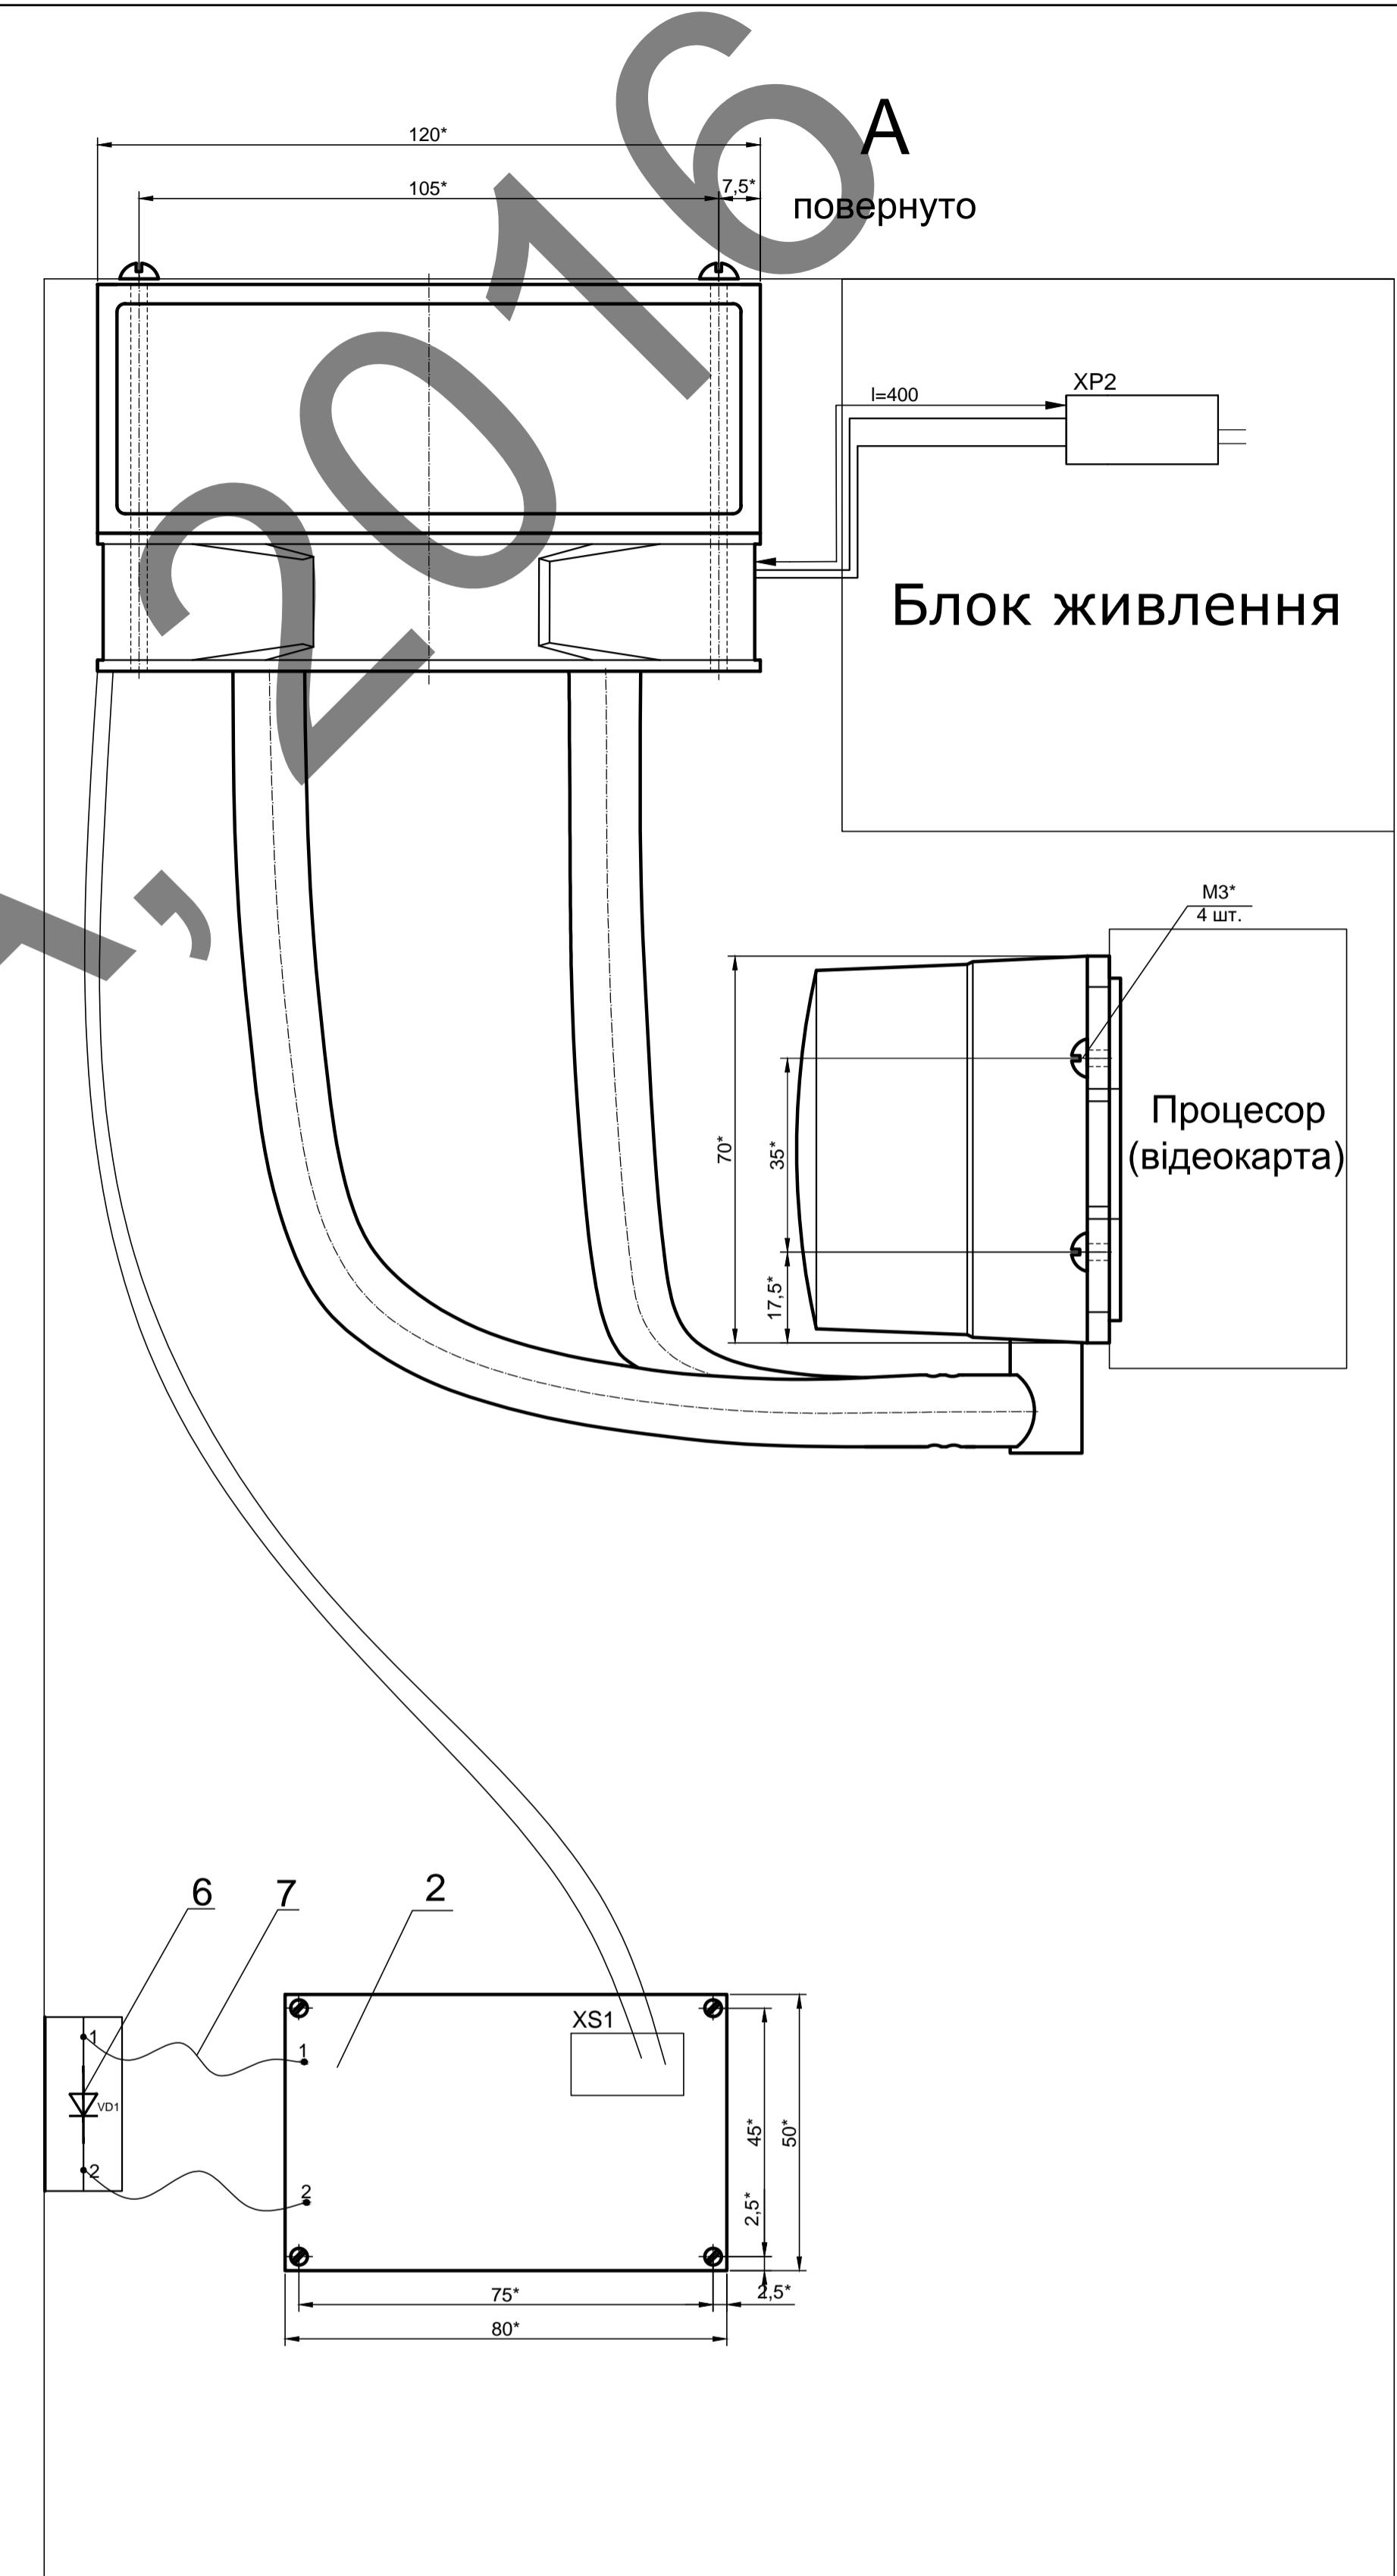 А
повернуто
120*
105*
7,5*
XP2
l=400
Блок живлення
М3*
4 шт.
70*
35*
17,5*
Процесор
(відеокарта)
6
7
2
XS1
1
1
VD1
2
2
45*
50*
2,5*
75*
2,5*
80*
, 2016